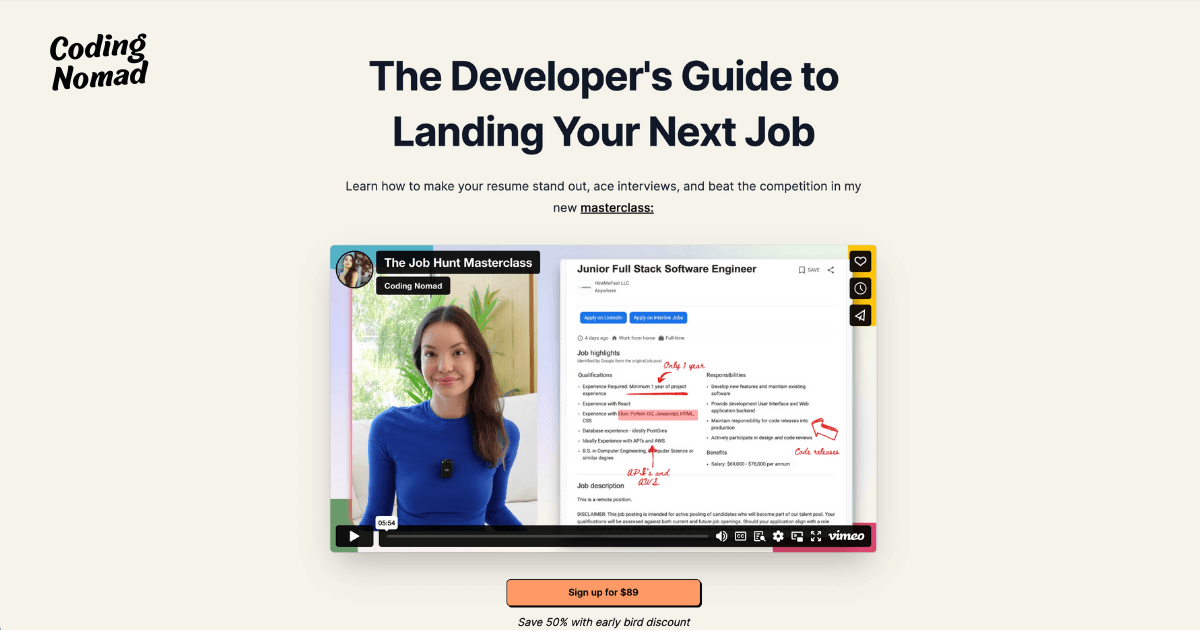 Coding
Nomad
The Developer's Guide to
Landing Your Next Job
Learn how to make your resume stand out, ace interviews, and beat the competition in my
new masterclass:
The Job Hunt Masterclass
Coding Nomad
Junior Full Stack Software Engineer
SAVE
HireMeFast LLC
Anywhere
Apply on LinkedIn
Apply on Interlink Jobs
4 days ago
Work from home
Full-time
Job highlights
Identified by Google from the original job post
Only 1 year
Qualifications
Experience Required: Minimum 1 year of project
experience
Experience with React
Experience with Elixir, Python GO, Javascript, HTML,
CSS
Database experience - ideally PostGres
Ideally Experience with API's and AWS
B.S. in Computer Engineering, Computer Science or
similar degree
API's and
AWS
Responsibilities
Develop new features and maintain existing
software
Provide development User Interface and Web
application backend
Maintain responsibility for code releases into
production
Actively participate in design and code reviews
Code releases
Benefits
Salary: $69,000 - $76,000 per annum
Job description
This is a remote position.
DISCLAIMER: This job posting is intended for active pooling of candidates who will become part of our talent pool. Your
qualifications will be assessed against both current and future job openings. Should your application align with a role
05:54
CC
vimeo
Sign up for $89
Save 50% with early bird discount